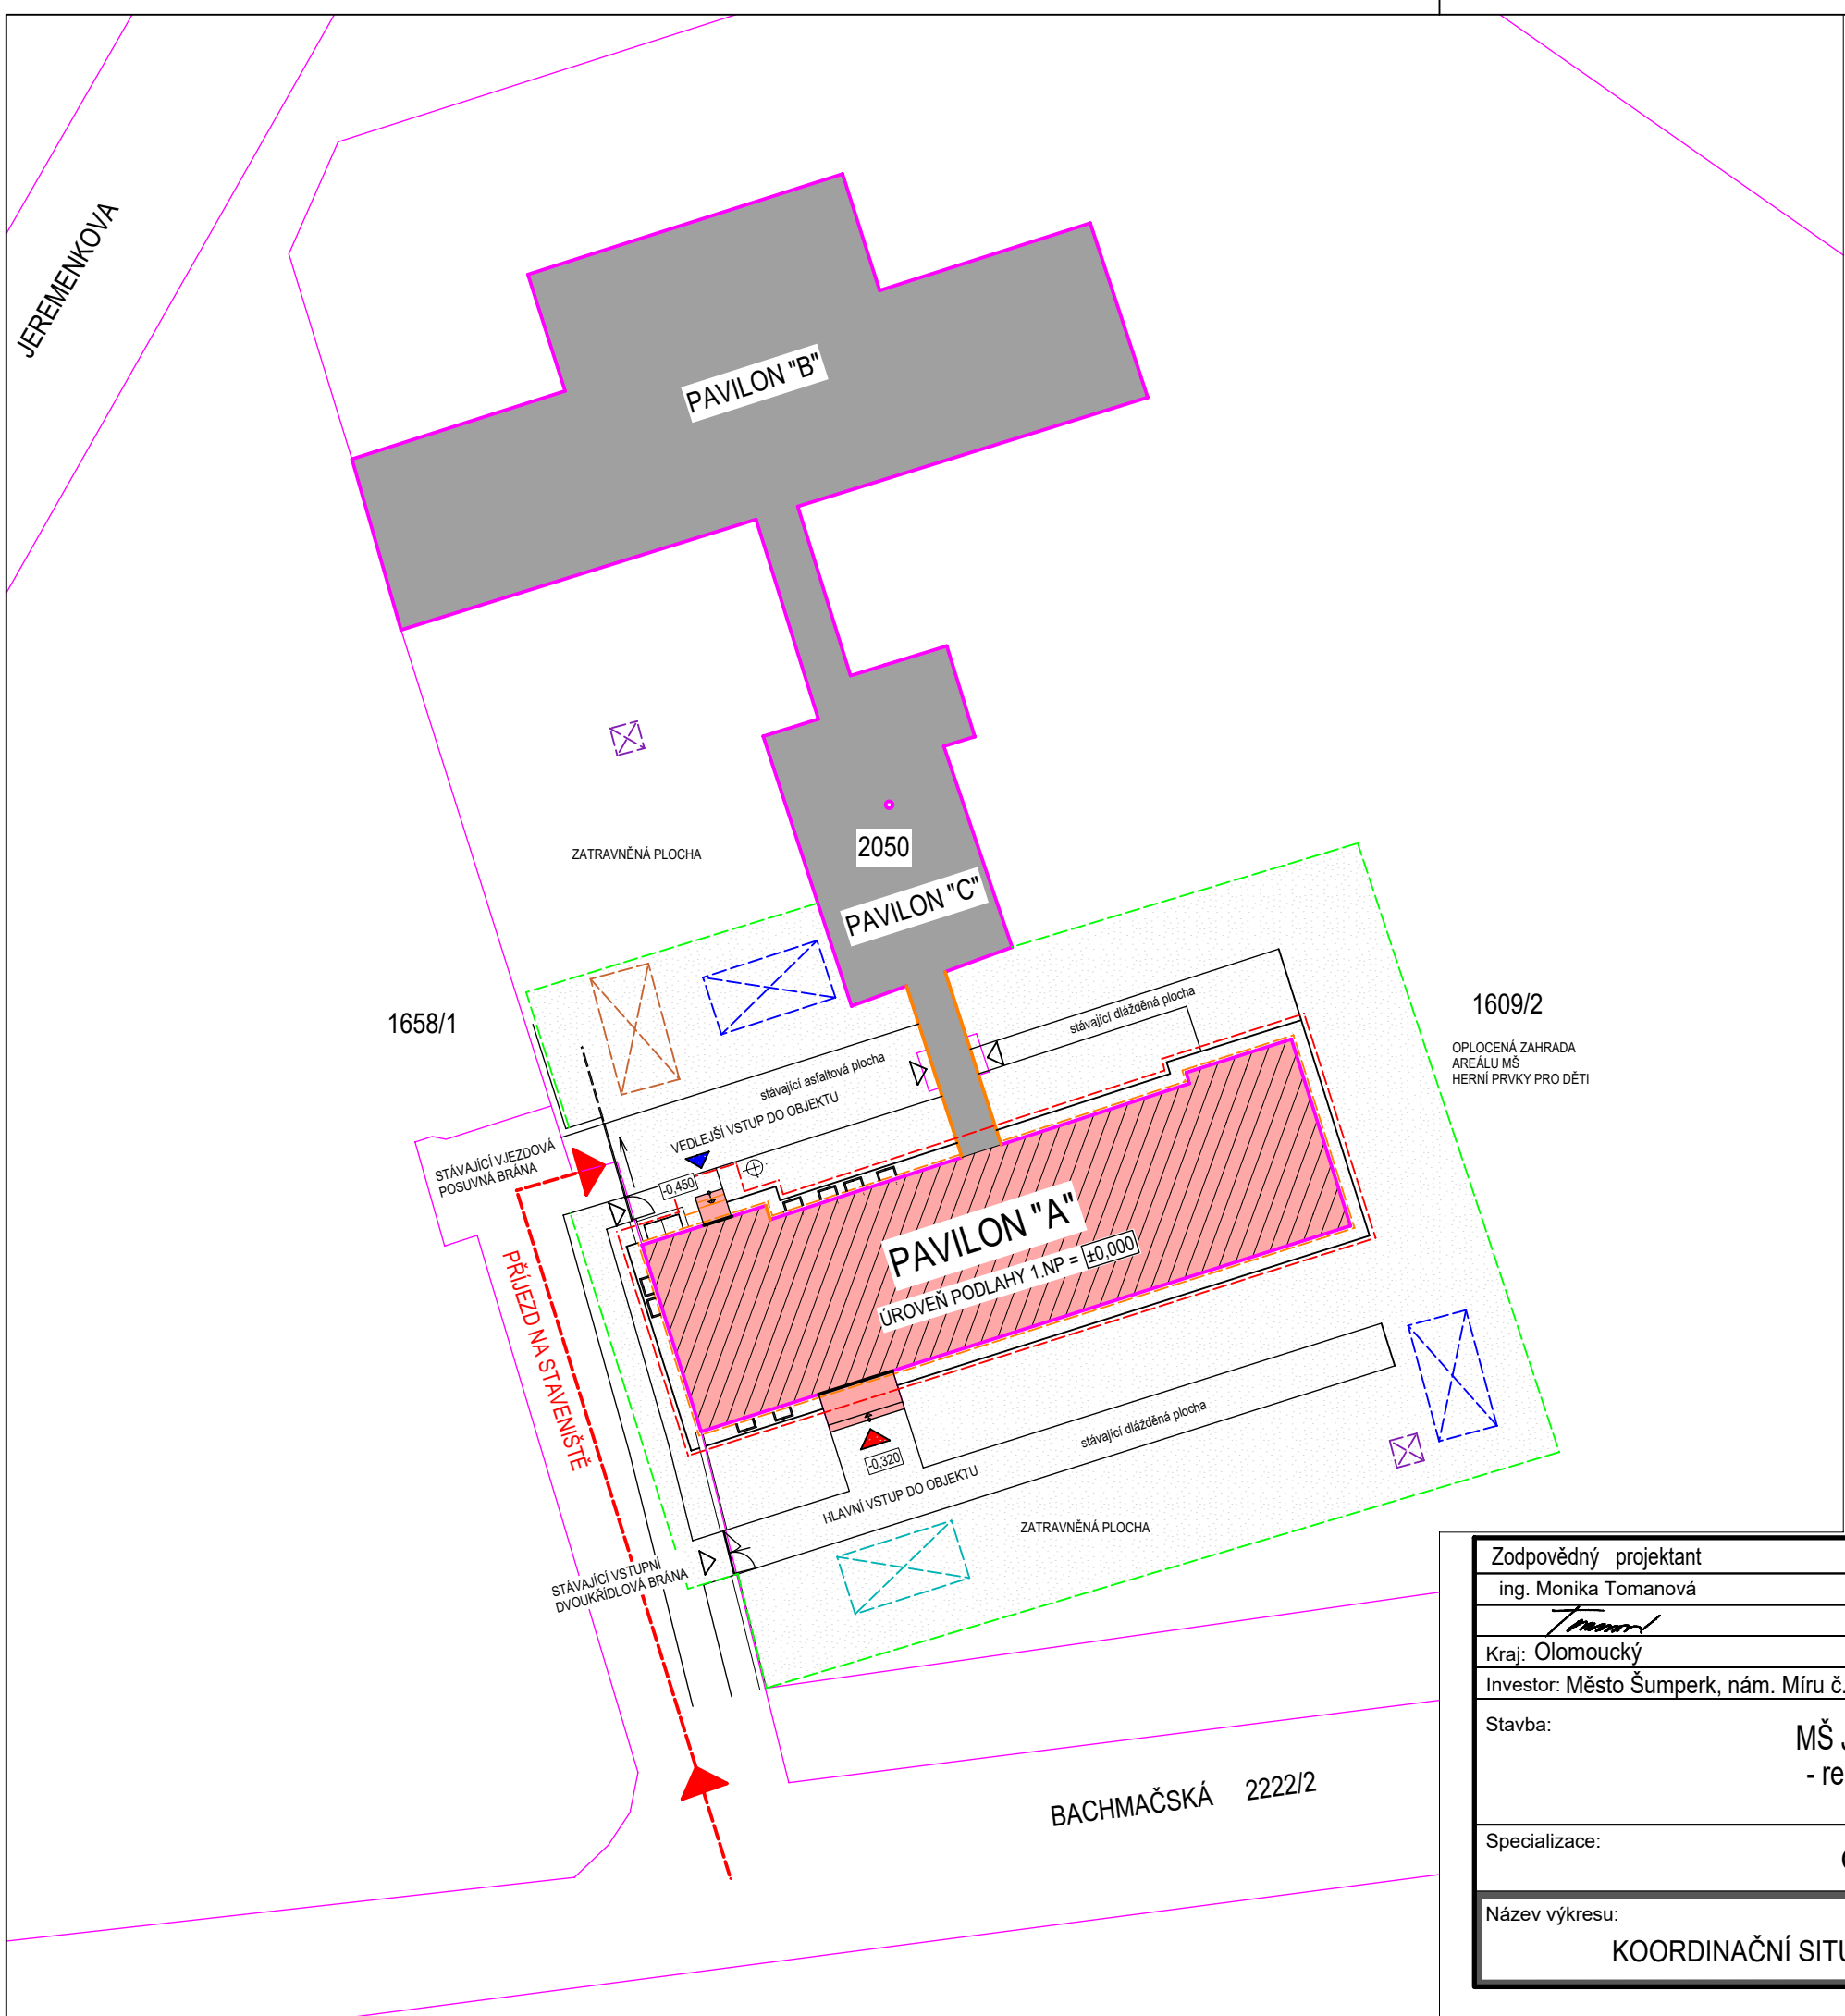 JEREMENKOVA
PAVILON "B"
2050
ZATRAVNĚNÁ PLOCHA
PAVILON "C"
1658/1
1609/2
OPLOCENÁ ZAHRADA
AREÁLU MŠ
HERNÍ PRVKY PRO DĚTI
stávající dlážděná plocha
stávající asfaltová plocha
VEDLEJŠÍ VSTUP DO OBJEKTU
STÁVAJÍCÍ VJEZDOVÁ
POSUVNÁ BRÁNA
-0,450
PAVILON "A"
ÚROVEŇ PODLAHY 1.NP = ±0,000
PŘÍJEZD NA STAVENIŠTĚ
stávající dlážděná plocha
-0,320
HLAVNÍ VSTUP DO OBJEKTU
ZATRAVNĚNÁ PLOCHA
STÁVAJÍCÍ VSTUPNÍ
DVOUKŘÍDLOVÁ BRÁNA
BACHMAČSKÁ 2222/2
Zodpovědný projektant
ing. Monika Tomanová
Kraj: Olomoucký
Investor: Město Šumperk, nám. Míru č.
Stavba:
MŠ
- re
Specializace:
Název výkresu:
KOORDINAČNÍ SITU